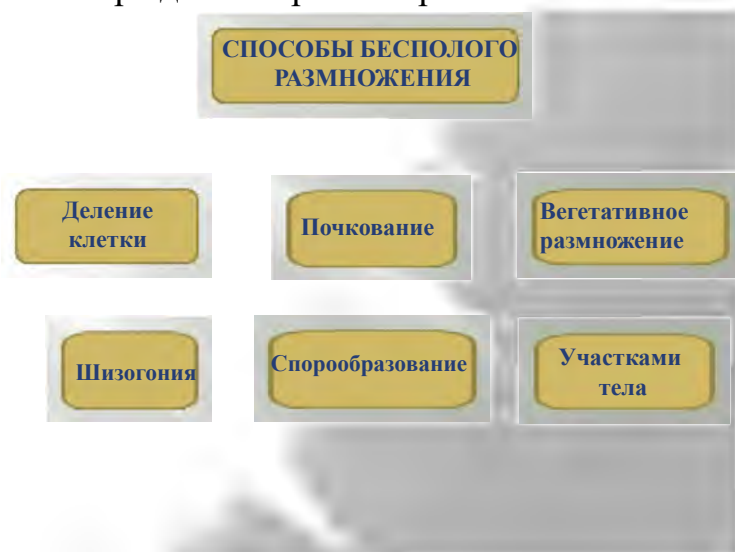 СПОСОБЫ БЕСПОЛОГО
РАЗМНОЖЕНИЯ
Деление
клетки
Почкование
Вегетативное
размножение
Шизогония
Спорообразование
Участками
тела